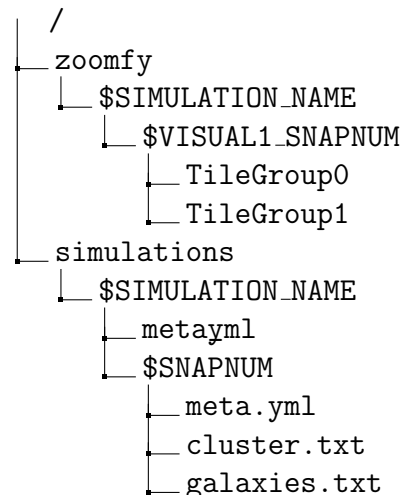 /
zoomfy
$SIMULATION_NAME
$VISUAL1_SNAPNUM
TileGroup0
TileGroup1
simulations
$SIMULATION_NAME
metayml
$SNAPNUM
meta.yml
cluster.txt
galaxies.txt